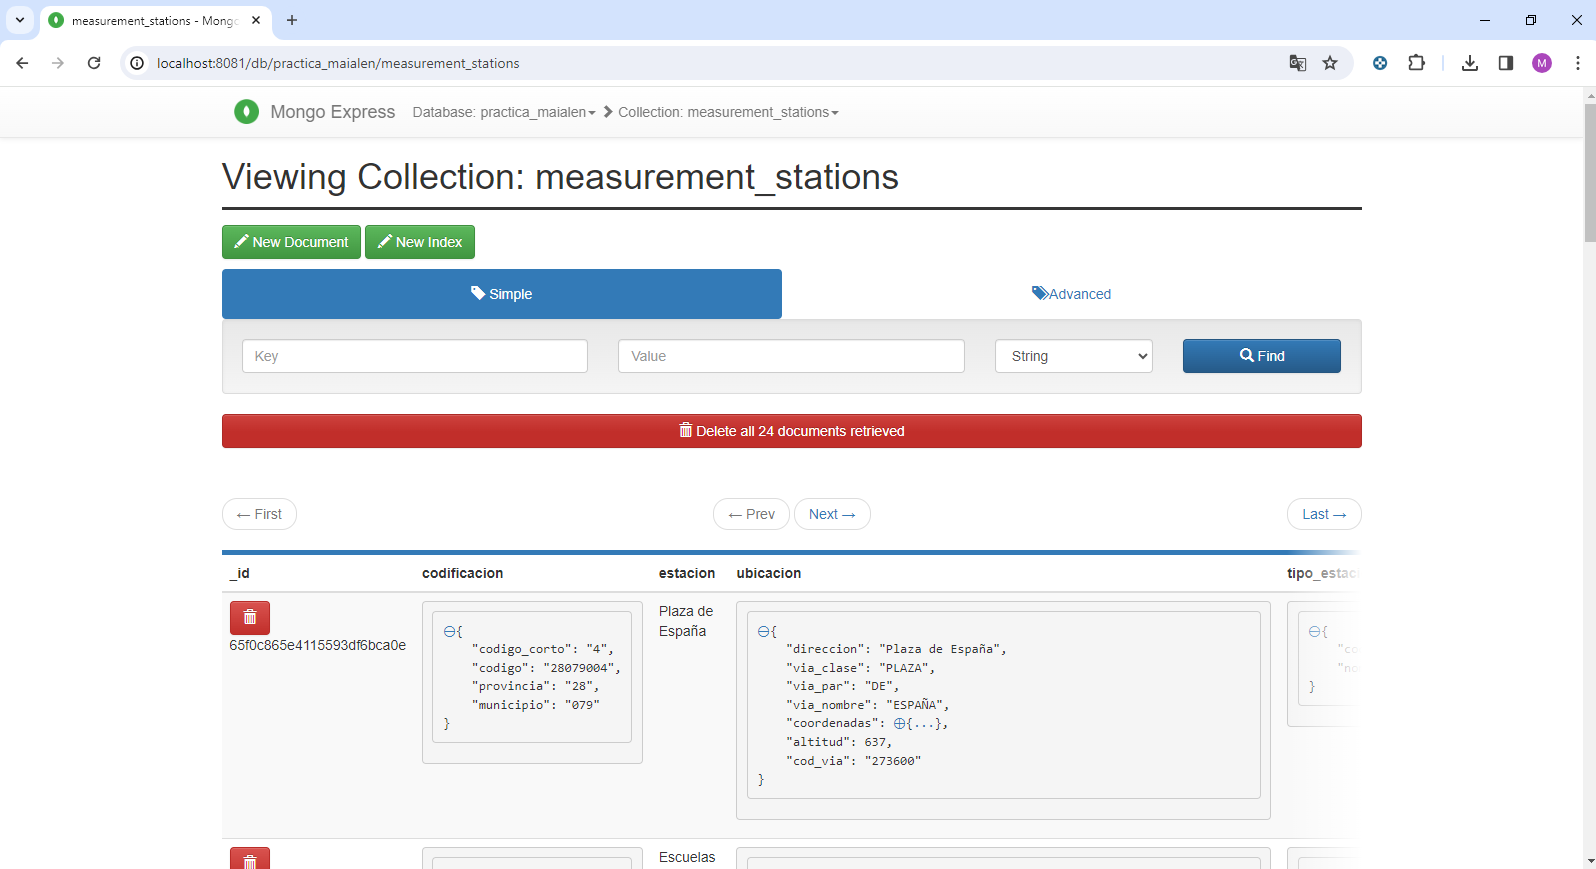 measurement_stations - Mong
localhost:8081/db/practica_maialen/measurement_stations
M
Mongo Express Database: practica_maialen Collection: measurement_stations
Viewing Collection: measurement_stations
New Document New Index
Simple Advanced
Key Value String Find
Delete all 24 documents retrieved
← First ← Prev Next → Last →
_id codificacion estacion ubicacion tipo_estac
65f0c865e4115593df6bca0e
{
"codigo_corto": "4",
"codigo": "28079004",
"provincia": "28",
"municipio": "079"
}
Plaza de
España
{
"direccion": "Plaza de España",
"via_clase": "PLAZA",
"via_par": "DE",
"via_nombre": "ESPAÑA",
"coordenadas": {...},
"altitud": 637,
"cod_via": "273600"
}
{
"co
"no
}
Escuelas